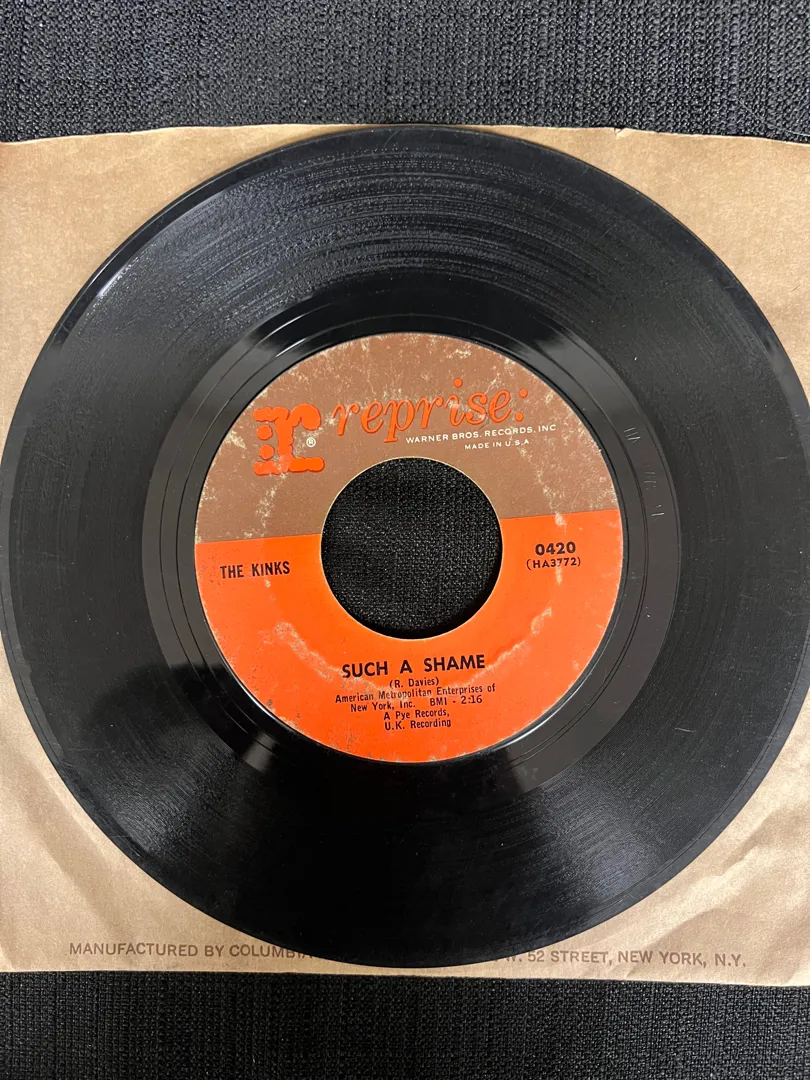 r® reprise:
WARNER BROS. RECORDS, INC
MADE IN U.S.A
THE KINKS
0420
(HA3772)
SUCH A SHAME
(R. Davies)
American Metropolitan Enterprises of
New York, Inc. BMI - 2:16
A Pye Records,
U.K. Recording
MANUFACTURED BY COLUMBIA W. 52 STREET, NEW YORK, N.Y.